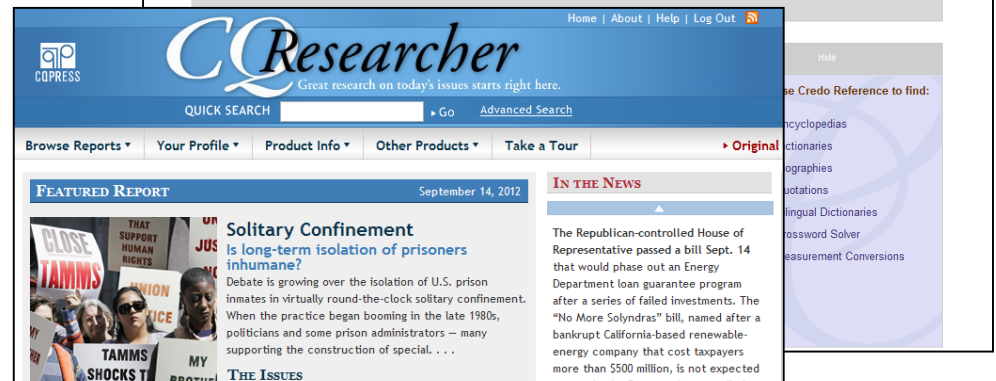 Home | About | Help | Log Out
CQPRESS
CQ Researcher
Great research on today's issues starts right here.
QUICK SEARCH
Go
Advanced Search
Browse Reports
Your Profile
Product Info
Other Products
Take a Tour
Original
FEATURED REPORT
September 14, 2012
CLOSE
TAMMS
THAT
SUPPORT
HUMAN
RIGHTS
UNION
TAMMS
SHOCKS
MY
Solitary Confinement
Is long-term isolation of prisoners
inhumane?
Debate is growing over the isolation of U.S. prison
inmates in virtually round-the-clock solitary confinement.
When the practice began booming in the late 1980s,
politicians and some prison administrators — many
supporting the construction of special. . . .
THE ISSUES
IN THE NEWS
The Republican-controlled House of
Representative passed a bill Sept. 14
that would phase out an Energy
Department loan guarantee program
after a series of failed investments. The
“No More Solyndras” bill, named after a
bankrupt California-based renewable-
energy company that cost taxpayers
more than $500 million, is not expected
Hide
se Credo Reference to find:
ncyclopedias
ctionaries
ographies
uotations
lingual Dictionaries
rossword Solver
easurement Conversions